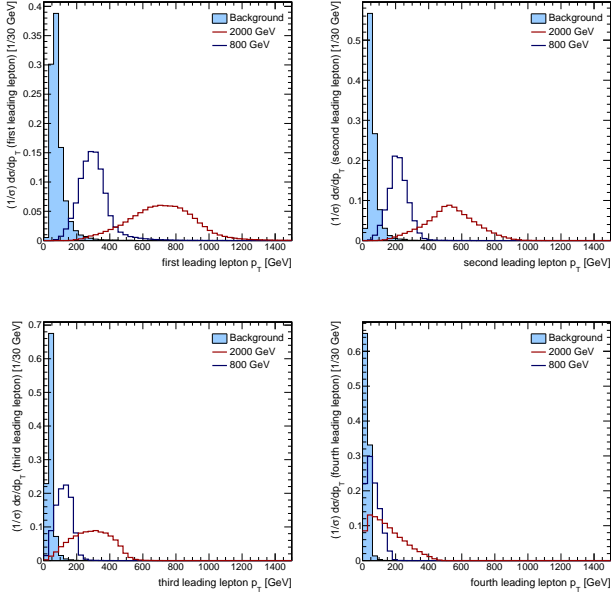 (1/σ) dσ/dp_T (first leading lepton) [1/30 GeV]
0.4
0.35
0.3
0.25
0.2
0.15
0.1
0.05
0
Background
2000 GeV
800 GeV
0 200 400 600 800 1000 1200 1400
first leading lepton p_T [GeV]
(1/σ) dσ/dp_T (second leading lepton) [1/30 GeV]
0.5
0.4
0.3
0.2
0.1
0
Background
2000 GeV
800 GeV
0 200 400 600 800 1000 1200 1400
second leading lepton p_T [GeV]
(1/σ) dσ/dp_T (third leading lepton) [1/30 GeV]
0.7
0.6
0.5
0.4
0.3
0.2
0.1
0
Background
2000 GeV
800 GeV
0 200 400 600 800 1000 1200 1400
third leading lepton p_T [GeV]
(1/σ) dσ/dp_T (fourth leading lepton) [1/30 GeV]
0.6
0.5
0.4
0.3
0.2
0.1
0
Background
2000 GeV
800 GeV
0 200 400 600 800 1000 1200 1400
fourth leading lepton p_T [GeV]